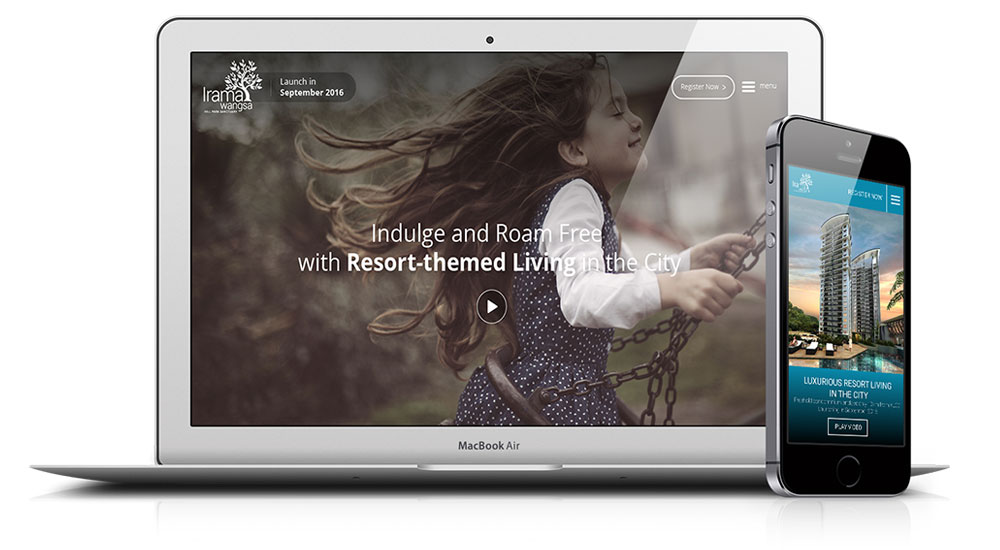 Irama
wangsa
Launch in
September 2016
Register Now >
menu
Indulge and Roam Free
with Resort-themed Living in the City
MacBook Air
Irama
REGISTER NOW
LUXURIOUS RESORT LIVING
IN THE CITY
PLAY VIDEO